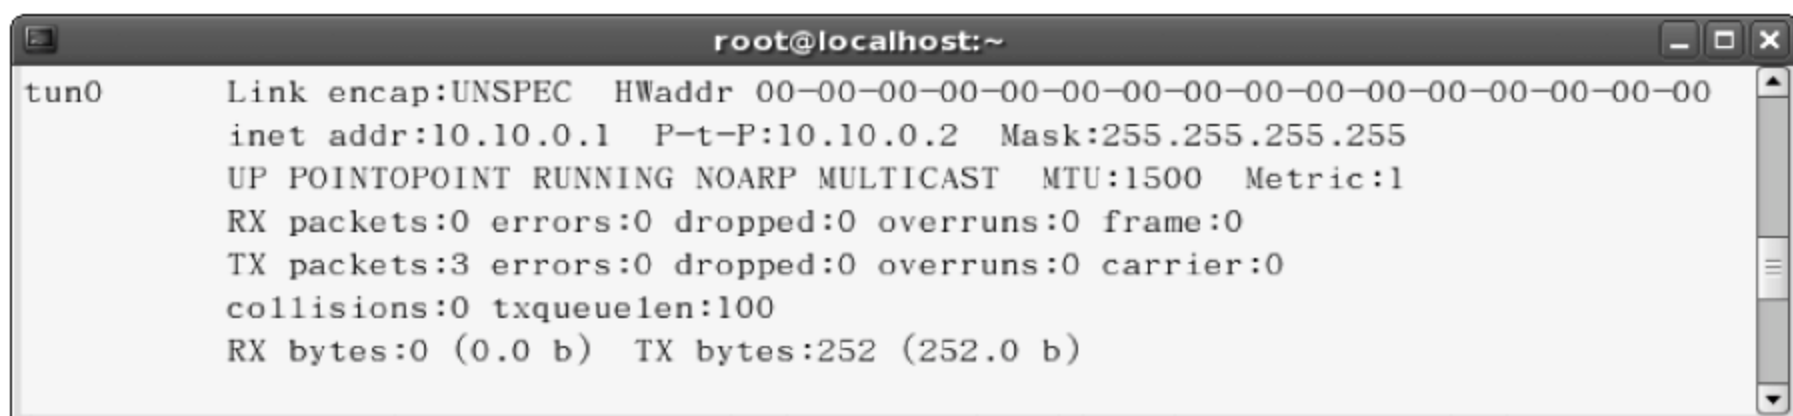 root@localhost:~
tun0 Link encap:UNSPEC HWaddr 00-00-00-00-00-00-00-00-00-00-00-00-00-00-00-00
inet addr:10.10.0.1 P-t-P:10.10.0.2 Mask:255.255.255.255
UP POINTOPOINT RUNNING NOARP MULTICAST MTU:1500 Metric:1
RX packets:0 errors:0 dropped:0 overruns:0 frame:0
TX packets:3 errors:0 dropped:0 overruns:0 carrier:0
collisions:0 txqueuelen:100
RX bytes:0 (0.0 b) TX bytes:252 (252.0 b)